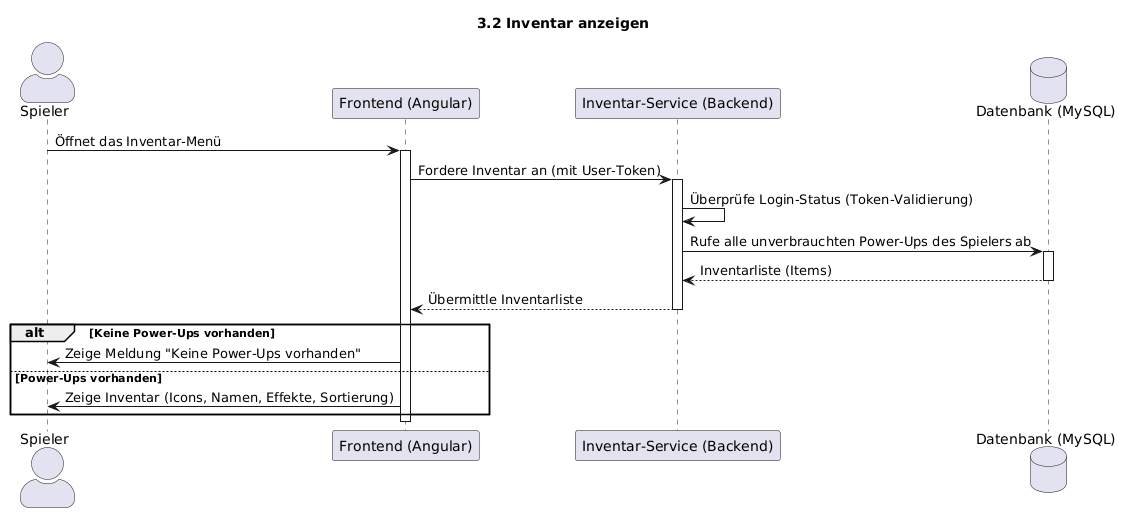 3.2 Inventar anzeigen
Spieler
Frontend (Angular)
Inventar-Service (Backend)
Datenbank (MySQL)
Öffnet das Inventar-Menü
Fordere Inventar an (mit User-Token)
Überprüfe Login-Status (Token-Validierung)
Rufe alle unverbrauchten Power-Ups des Spielers ab
Inventarliste (Items)
Übermittle Inventarliste
alt [Keine Power-Ups vorhanden]
Zeige Meldung "Keine Power-Ups vorhanden"
[Power-Ups vorhanden]
Zeige Inventar (Icons, Namen, Effekte, Sortierung)
Spieler
Frontend (Angular)
Inventar-Service (Backend)
Datenbank (MySQL)